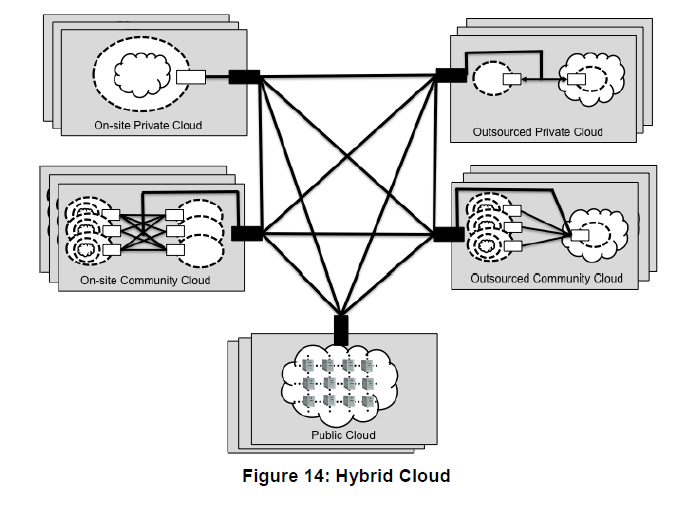 On-site Private Cloud
Outsourced Private Cloud
On-site Community Cloud
Outsourced Community Cloud
Public Cloud
Figure 14: Hybrid Cloud